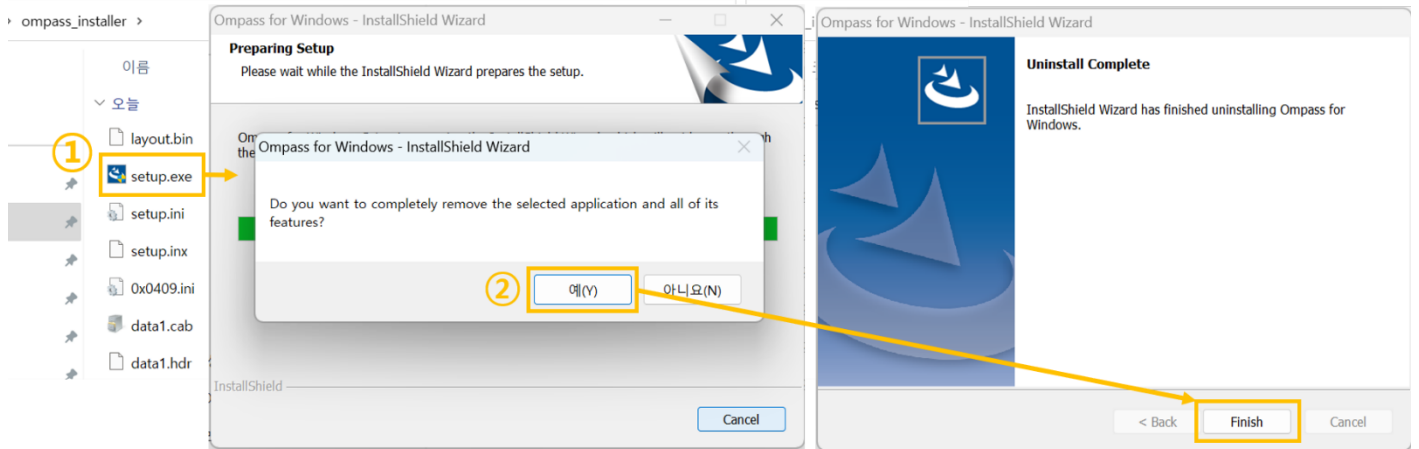 ompass_installer
이름
오늘
layout.bin
①
setup.exe
setup.ini
setup.inx
0x0409.ini
data1.cab
data1.hdr
Ompass for Windows - InstallShield Wizard
Preparing Setup
Please wait while the InstallShield Wizard prepares the setup.
Ompass for Windows - InstallShield Wizard
Do you want to completely remove the selected application and all of its
features?
②
예(Y)
아니요(N)
InstallShield
Cancel
Ompass for Windows - InstallShield Wizard
Uninstall Complete
InstallShield Wizard has finished uninstalling Ompass for
Windows.
< Back
Finish
Cancel